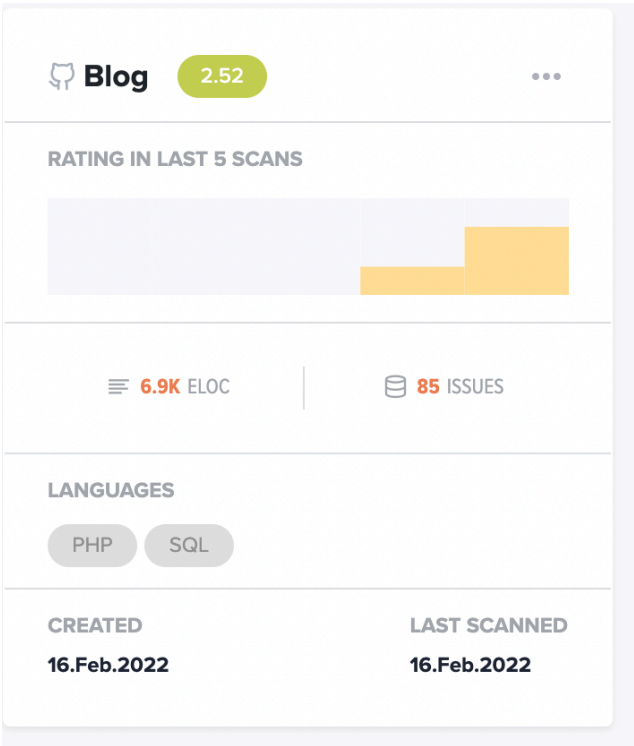 Blog 2.52
RATING IN LAST 5 SCANS
6.9K ELOC 85 ISSUES
LANGUAGES
PHP SQL
CREATED LAST SCANNED
16.Feb.2022 16.Feb.2022